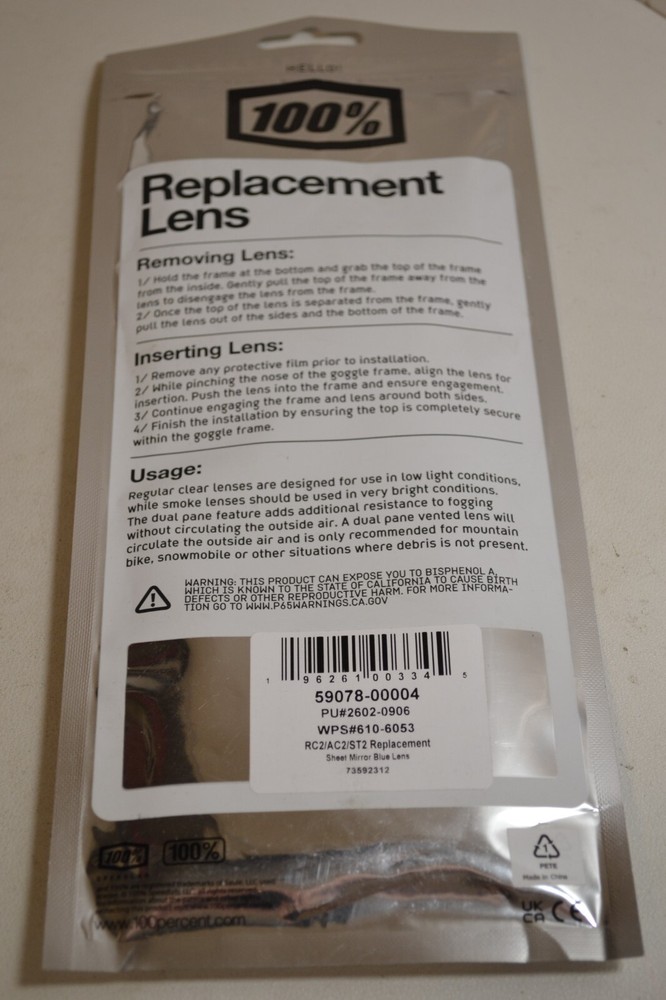 100%
Replacement
Lens
Removing Lens:
1/ Hold the frame at the bottom and grab the top of the frame
from the inside. Gently pull the top of the frame away from the
lens to disengage the lens from the frame.
2/ Once the top of the lens is separated from the frame, gently
pull the lens out of the sides and the bottom of the frame.
Inserting Lens:
1/ Remove any protective film prior to installation.
2/ While pinching the nose of the goggle frame, align the lens for
insertion. Push the lens into the frame and ensure engagement.
3/ Continue engaging the frame and lens around both sides.
4/ Finish the installation by ensuring the top is completely secure
within the goggle frame.
Usage:
Regular clear lenses are designed for use in low light conditions,
while smoke lenses should be used in very bright conditions.
The dual pane feature adds additional resistance to fogging
without circulating the outside air. A dual pane vented lens will
circulate the outside air and is only recommended for mountain
bike, snowmobile or other situations where debris is not present.
WARNING: THIS PRODUCT CAN EXPOSE YOU TO BISPHENOL A,
WHICH IS KNOWN TO THE STATE OF CALIFORNIA TO CAUSE BIRTH
DEFECTS OR OTHER REPRODUCTIVE HARM. FOR MORE INFORMA-
TION GO TO WWW.P65WARNINGS.CA.GOV
1 96261 00334 5
59078-00004
PU#2602-0906
WPS#610-6053
RC2/AC2/ST2 Replacement
Sheet Mirror Blue Lens
73592312
100% 100%
www.100percent.com
1
PETE
Made in China
UK
CA CE